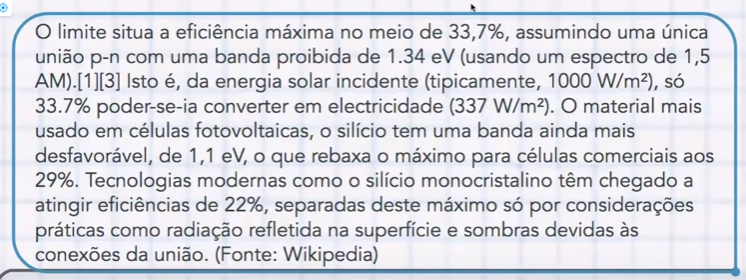 O limite situa a eficiência máxima no meio de 33,7%, assumindo uma única
união p-n com uma banda proibida de 1.34 eV (usando um espectro de 1,5
AM).[1][3] Isto é, da energia solar incidente (tipicamente, 1000 W/m²), só
33.7% poder-se-ia converter em electricidade (337 W/m²). O material mais
usado em células fotovoltaicas, o silício tem uma banda ainda mais
desfavorável, de 1,1 eV, o que rebaxa o máximo para células comerciais aos
29%. Tecnologias modernas como o silício monocristalino têm chegado a
atingir eficiências de 22%, separadas deste máximo só por considerações
práticas como radiação refletida na superfície e sombras devidas às
conexões da união. (Fonte: Wikipedia)